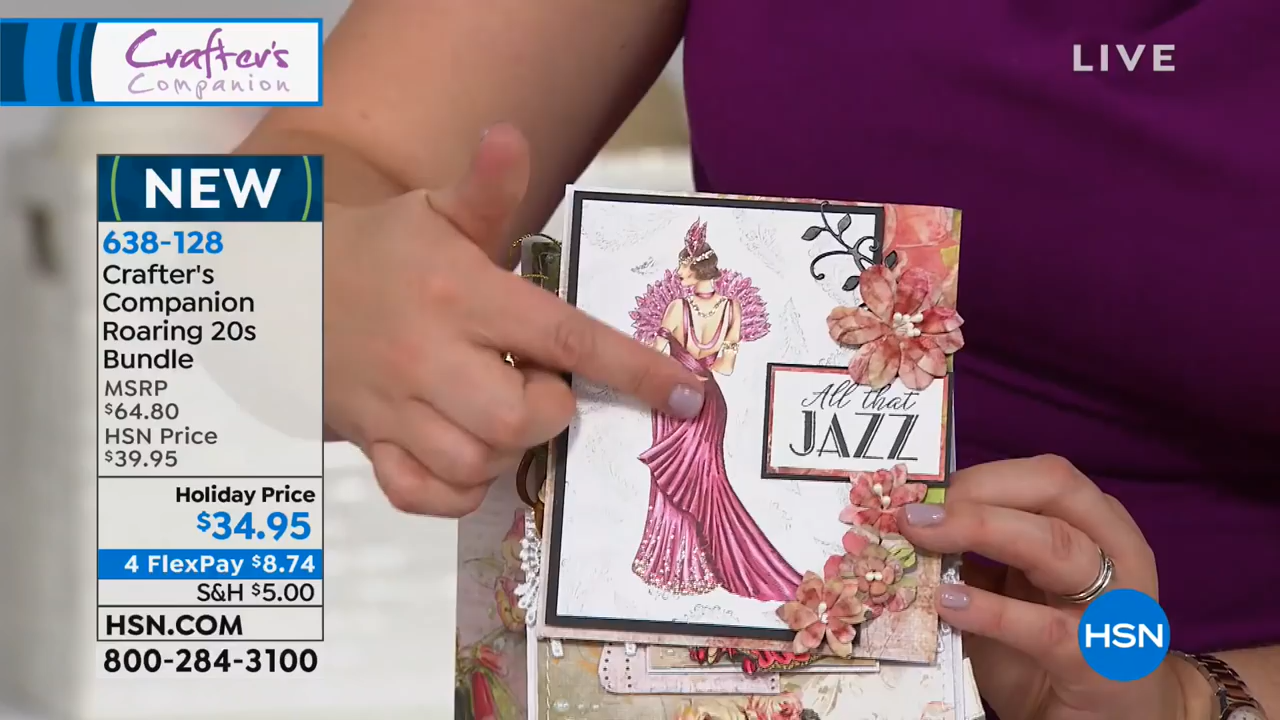 Crafter's
Companion
LIVE
NEW
638-128
Crafter's
Companion
Roaring 20s
Bundle
MSRP
$64.80
HSN Price
$39.95
Holiday Price
$34.95
4 FlexPay $8.74
S&H $5.00
HSN.COM
800-284-3100
All that
JAZZ
HSN